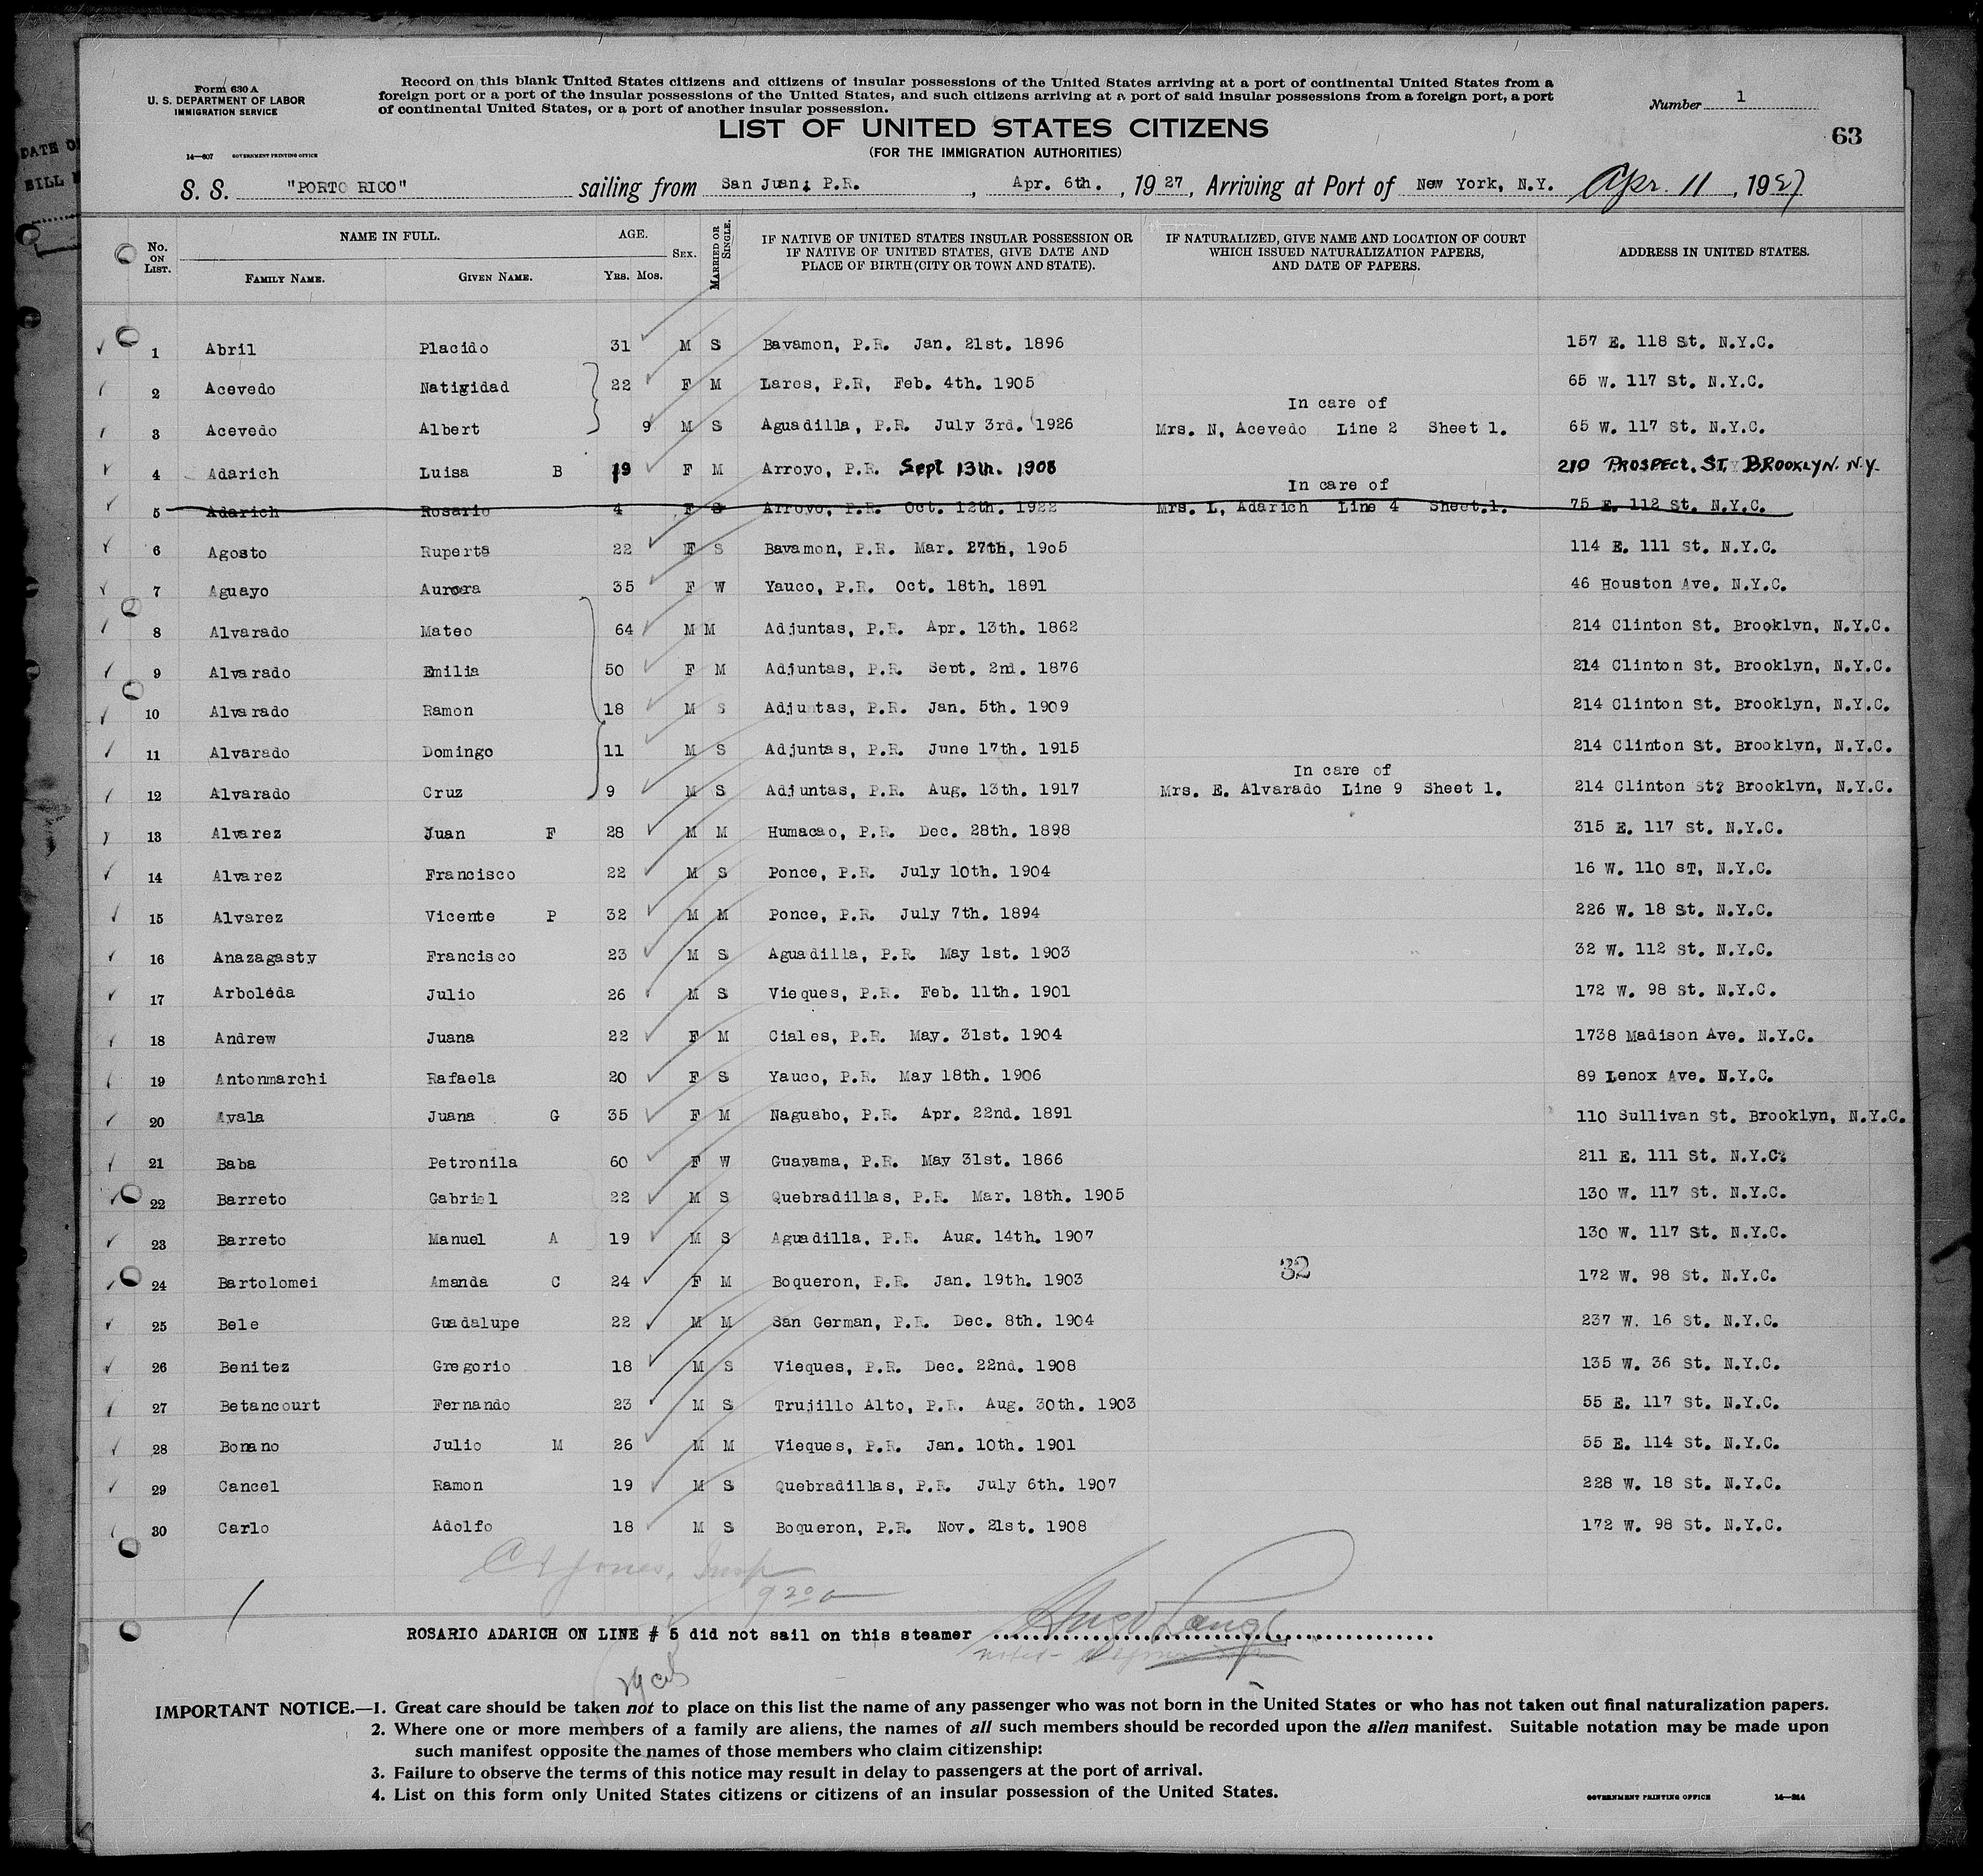 Form 630 A
U. S. DEPARTMENT OF LABOR
IMMIGRATION SERVICE
14—607 GOVERNMENT PRINTING OFFICE
Record on this blank United States citizens and citizens of insular possessions of the United States arriving at a port of continental United States from a
foreign port or a port of the insular possessions of the United States, and such citizens arriving at a port of said insular possessions from a foreign port, a port
of continental United States, or a port of another insular possession.
Number 1
63
LIST OF UNITED STATES CITIZENS
(FOR THE IMMIGRATION AUTHORITIES)
DATE O
BILL
S. S. "PORTO RICO" sailing from San Juan, P.R. , Apr. 6th. , 1927, Arriving at Port of New York, N.Y. Apr. 11 , 1927
No. ON LIST. NAME IN FULL. AGE. SEX. MARRIED OR SINGLE. IF NATIVE OF UNITED STATES INSULAR POSSESSION OR IF NATIVE OF UNITED STATES, GIVE DATE AND PLACE OF BIRTH (CITY OR TOWN AND STATE). IF NATURALIZED, GIVE NAME AND LOCATION OF COURT WHICH ISSUED NATURALIZATION PAPERS, AND DATE OF PAPERS. ADDRESS IN UNITED STATES.
FAMILY NAME. GIVEN NAME. YRS. MOS.
1 Abril Placido 31 M S Bavamon, P.R. Jan. 21st. 1896 157 E. 118 St. N.Y.C.
2 Acevedo Natigidad 22 F M Lares, P.R, Feb. 4th. 1905 65 W. 117 St. N.Y.C.
In care of
3 Acevedo Albert 9 M S Aguadilla, P.R. July 3rd. 1926 Mrs. N, Acevedo Line 2 Sheet 1. 65 W. 117 St. N.Y.C.
4 Adarich Luisa B 19 F M Arroyo, P.R. Sept 13th. 1908 210 PROSPECT. ST, BROOKLYN. N.Y.
In care of
5 Adarich Rosario 4 F S Arroyo, P.R. Oct. 12th. 1922 Mrs. L, Adarich Line 4 Sheet.1. 75 E. 112 St. N.Y.C.
6 Agosto Ruperta 22 F S Bavamon, P.R. Mar. 27th, 1905 114 E. 111 St. N.Y.C.
7 Aguayo Aurora 35 F W Yauco, P.R. Oct. 18th. 1891 46 Houston Ave. N.Y.C.
8 Alvarado Mateo 64 M M Adjuntas, P.R. Apr. 13th. 1862 214 Clinton St. Brooklyn, N.Y.C.
9 Alvarado Emilia 50 F M Adjuntas, P.R. Sept. 2nd. 1876 214 Clinton St. Brooklyn, N.Y.C.
10 Alvarado Ramon 18 M S Adjuntas, P.R. Jan. 5th. 1909 214 Clinton St. Brooklyn, N.Y.C.
11 Alvarado Domingo 11 M S Adjuntas, P.R. June 17th. 1915 214 Clinton St. Brooklyn, N.Y.C.
In care of
12 Alvarado Cruz 9 M S Adjuntas, P.R. Aug. 13th. 1917 Mrs. E. Alvarado Line 9 Sheet 1. 214 Clinton St? Brooklyn, N.Y.C.
13 Alvarez Juan F 28 M M Humacao, P.R. Dec. 28th. 1898 315 E. 117 St. N.Y.C.
14 Alvarez Francisco 22 M S Ponce, P.R. July 10th. 1904 16 W. 110 sT, N.Y.C.
15 Alvarez Vicente P 32 M M Ponce, P.R. July 7th. 1894 226 W. 18 St. N.Y.C.
16 Anazagasty Francisco 23 M S Aguadilla, P.R. May 1st. 1903 32 W. 112 St. N.Y.C.
17 Arboleda Julio 26 M S Vieques, P.R. Feb. 11th. 1901 172 W. 98 St. N.Y.C.
18 Andrew Juana 22 F M Ciales, P.R. May. 31st. 1904 1738 Madison Ave. N.Y.C.
19 Antonmarchi Rafaela 20 F S Yauco, P.R. May 18th. 1906 89 Lenox Ave. N.Y.C.
20 Ayala Juana G 35 F M Naguabo, P.R. Apr. 22nd. 1891 110 Sullivan St. Brooklyn, N.Y.C.
21 Baba Petronila 60 F W Guayama, P.R. May 31st. 1866 211 E. 111 St. N.Y.C?
22 Barreto Gabriel 22 M S Quebradillas, P.R. Mar. 18th. 1905 130 W. 117 St. N.Y.C.
23 Barreto Manuel A 19 M S Aguadilla, P.R. Aug. 14th. 1907 130 W. 117 St. N.Y.C.
24 Bartolomei Amanda C 24 F M Boqueron, P.R. Jan. 19th. 1903 32 172 W. 98 St. N.Y.C.
25 Bele Guadalupe 22 M M San German, P.R. Dec. 8th. 1904 237 W. 16 St. N.Y.C.
26 Benitez Gregorio 18 M S Vieques, P.R. Dec. 22nd. 1908 135 W. 36 St. N.Y.C.
27 Betancourt Fernando 23 M S Trujillo Alto, P.R. Aug. 30th. 1903 55 E. 117 St. N.Y.C.
28 Bonano Julio M 26 M M Vieques, P.R. Jan. 10th. 1901 55 E. 114 St. N.Y.C.
29 Cancel Ramon 19 M S Quebradillas, P.R. July 6th. 1907 228 W. 18 St. N.Y.C.
30 Carlo Adolfo 18 M S Boqueron, P.R. Nov. 21st. 1908 172 W. 98 St. N.Y.C.
Jones, Insp
9 20 a
ROSARIO ADARICH ON LINE # 5 did not sail on this steamer
noted
IMPORTANT NOTICE.—1. Great care should be taken not to place on this list the name of any passenger who was not born in the United States or who has not taken out final naturalization papers.
2. Where one or more members of a family are aliens, the names of all such members should be recorded upon the alien manifest. Suitable notation may be made upon
such manifest opposite the names of those members who claim citizenship:
3. Failure to observe the terms of this notice may result in delay to passengers at the port of arrival.
4. List on this form only United States citizens or citizens of an insular possession of the United States.
GOVERNMENT PRINTING OFFICE 14—314